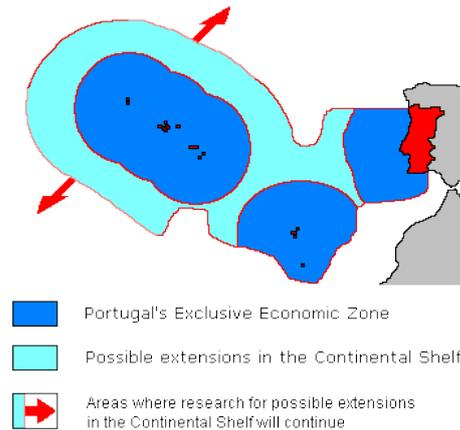 Portugal's Exclusive Economic Zone
Possible extensions in the Continental Shelf
Areas where research for possible extensions
in the Continental Shelf will continue